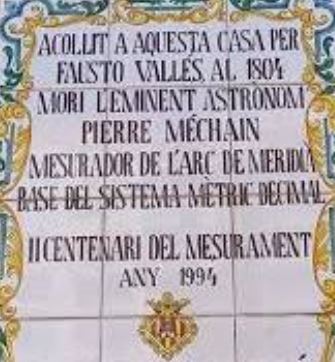 ACOLLIT A AQUESTA CASA PER
FAUSTO VALLÉS, AL 1804
MORI L'EMINENT ASTRÒNOM
PIERRE MÉCHAIN
MESURADOR DE L'ARC DE MERIDIÀ
BASE DEL SISTEMA MÈTRIC DECIMAL
II CENTENARI DEL MESURAMENT
ANY 1994